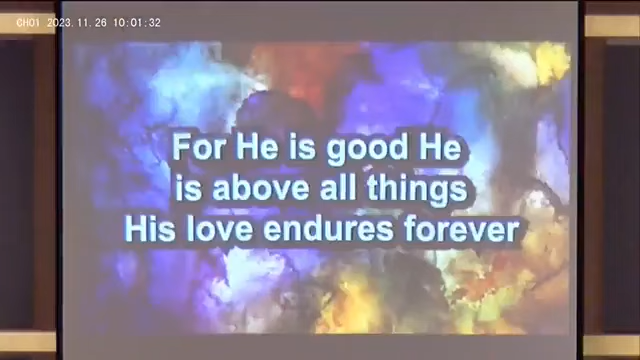 CH01 2023.11.26 10:01:32
For He is good He
is above all things
His love endures forever